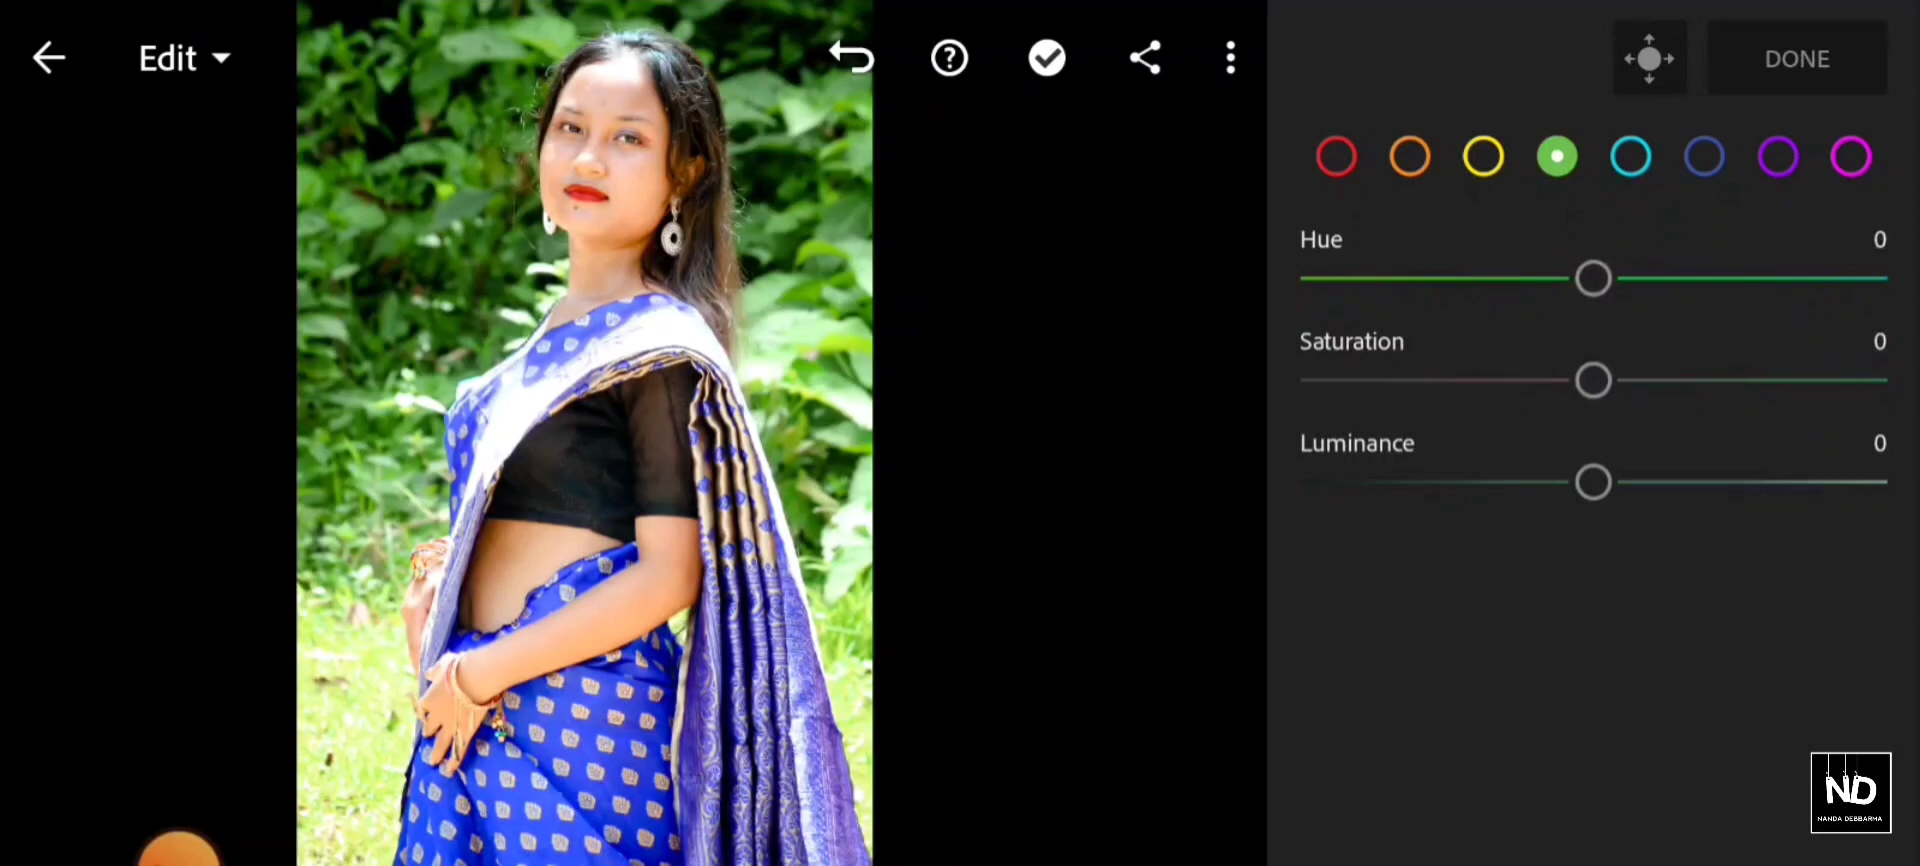 Edit
DONE
Hue 0
Saturation 0
Luminance 0
ND
NANDA DEBBARMA